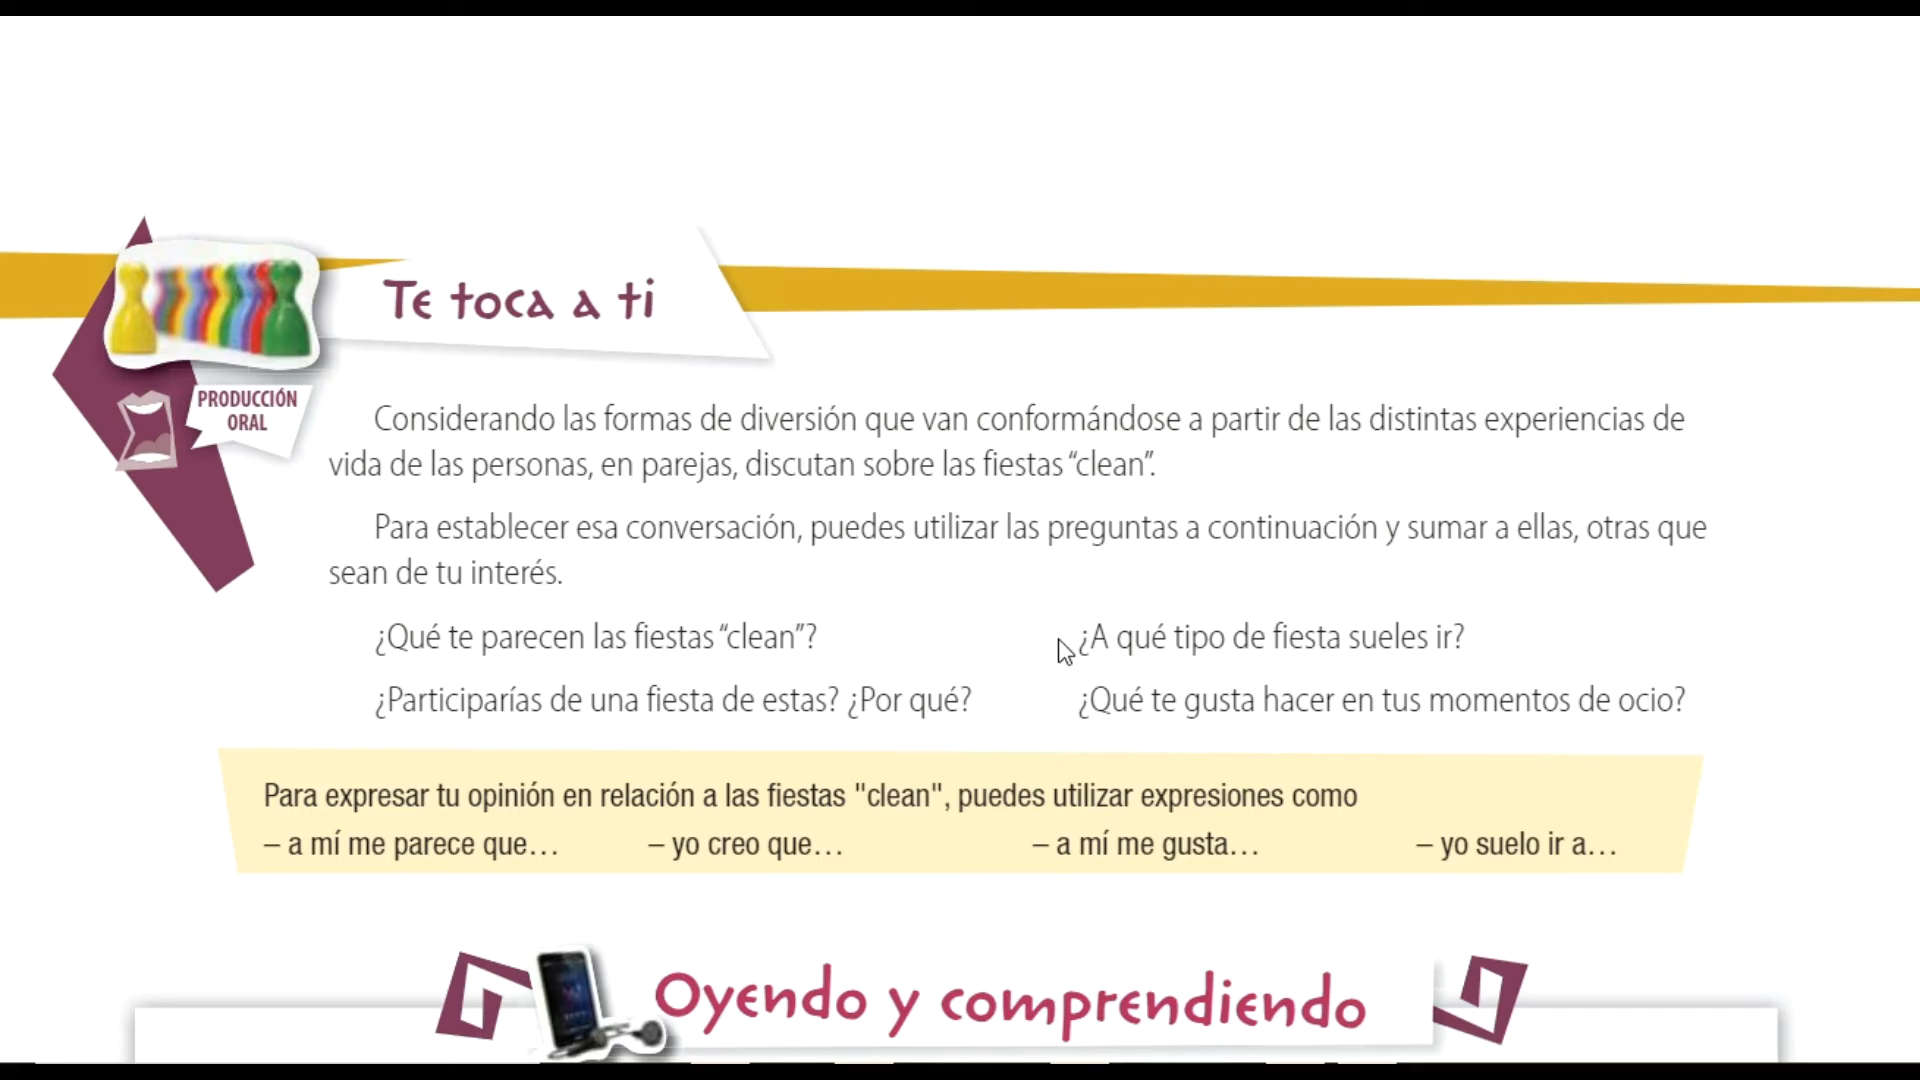 Te toca a ti
PRODUCCIÓN
ORAL
Considerando las formas de diversión que van conformándose a partir de las distintas experiencias de
vida de las personas, en parejas, discutan sobre las fiestas “clean”.
Para establecer esa conversación, puedes utilizar las preguntas a continuación y sumar a ellas, otras que
sean de tu interés.
¿Qué te parecen las fiestas “clean”?
¿A qué tipo de fiesta sueles ir?
¿Participarías de una fiesta de estas? ¿Por qué?
¿Qué te gusta hacer en tus momentos de ocio?
Para expresar tu opinión en relación a las fiestas "clean", puedes utilizar expresiones como
– a mí me parece que… – yo creo que… – a mí me gusta… – yo suelo ir a…
Oyendo y comprendiendo